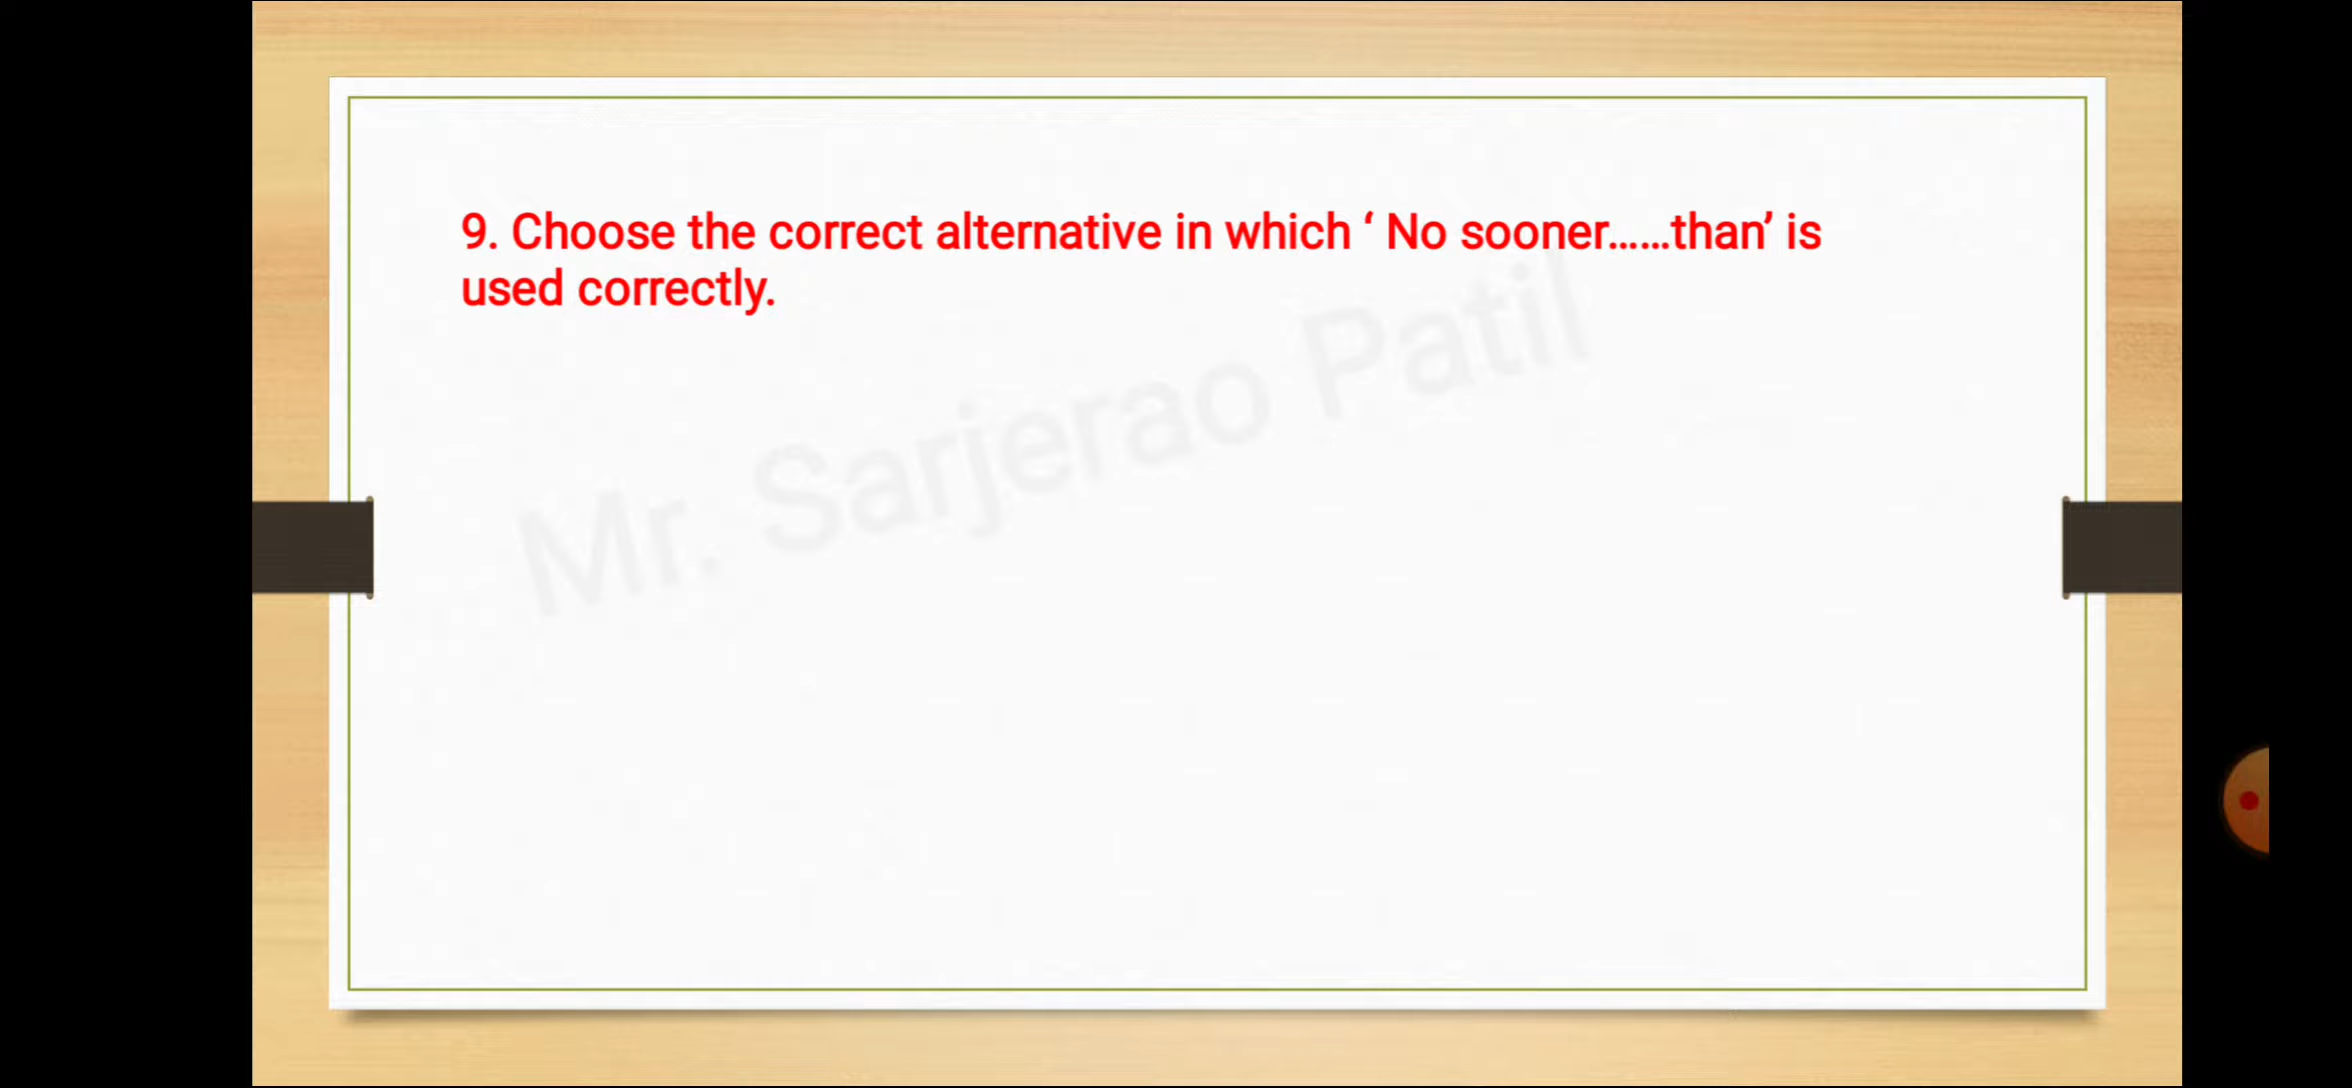 9. Choose the correct alternative in which ‘ No sooner......than’ is
used correctly.
Mr. Sarjerao Patil